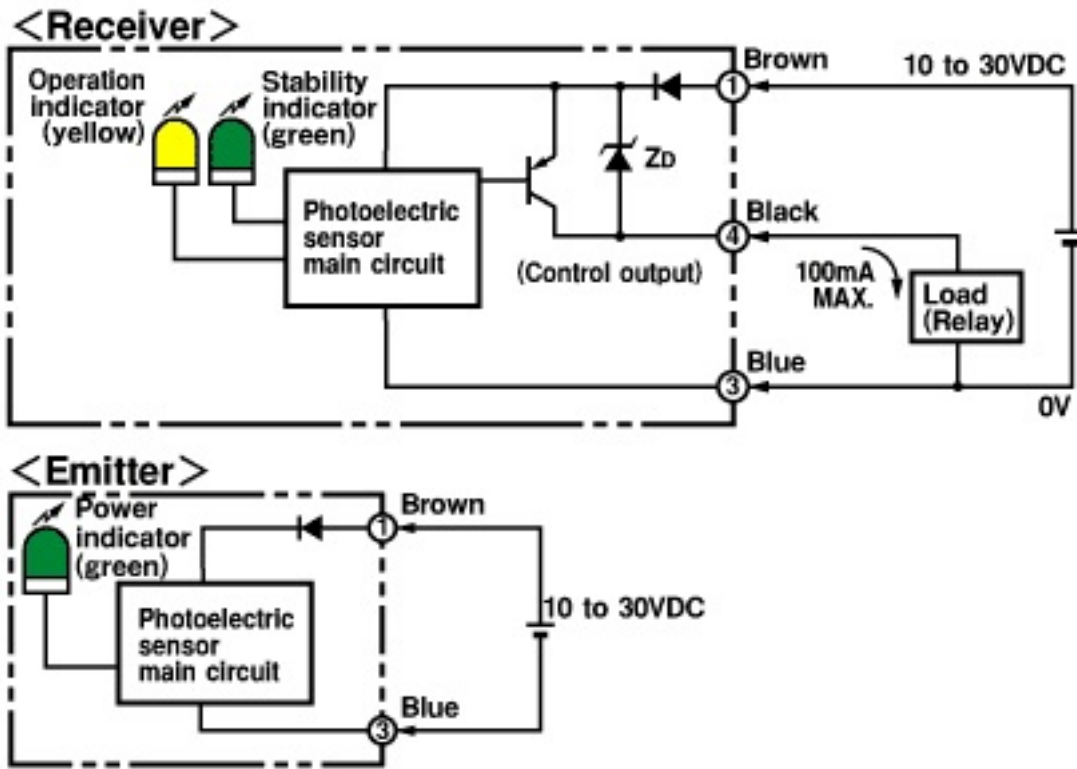 <Receiver>
Operation
indicator
(yellow)
Stability
indicator
(green)
Photoelectric
sensor
main circuit
ZD
(Control output)
Brown
1
10 to 30VDC
Black
4
100mA
MAX.
Load
(Relay)
Blue
3
0V
<Emitter>
Power
indicator
(green)
Photoelectric
sensor
main circuit
Brown
1
10 to 30VDC
Blue
3